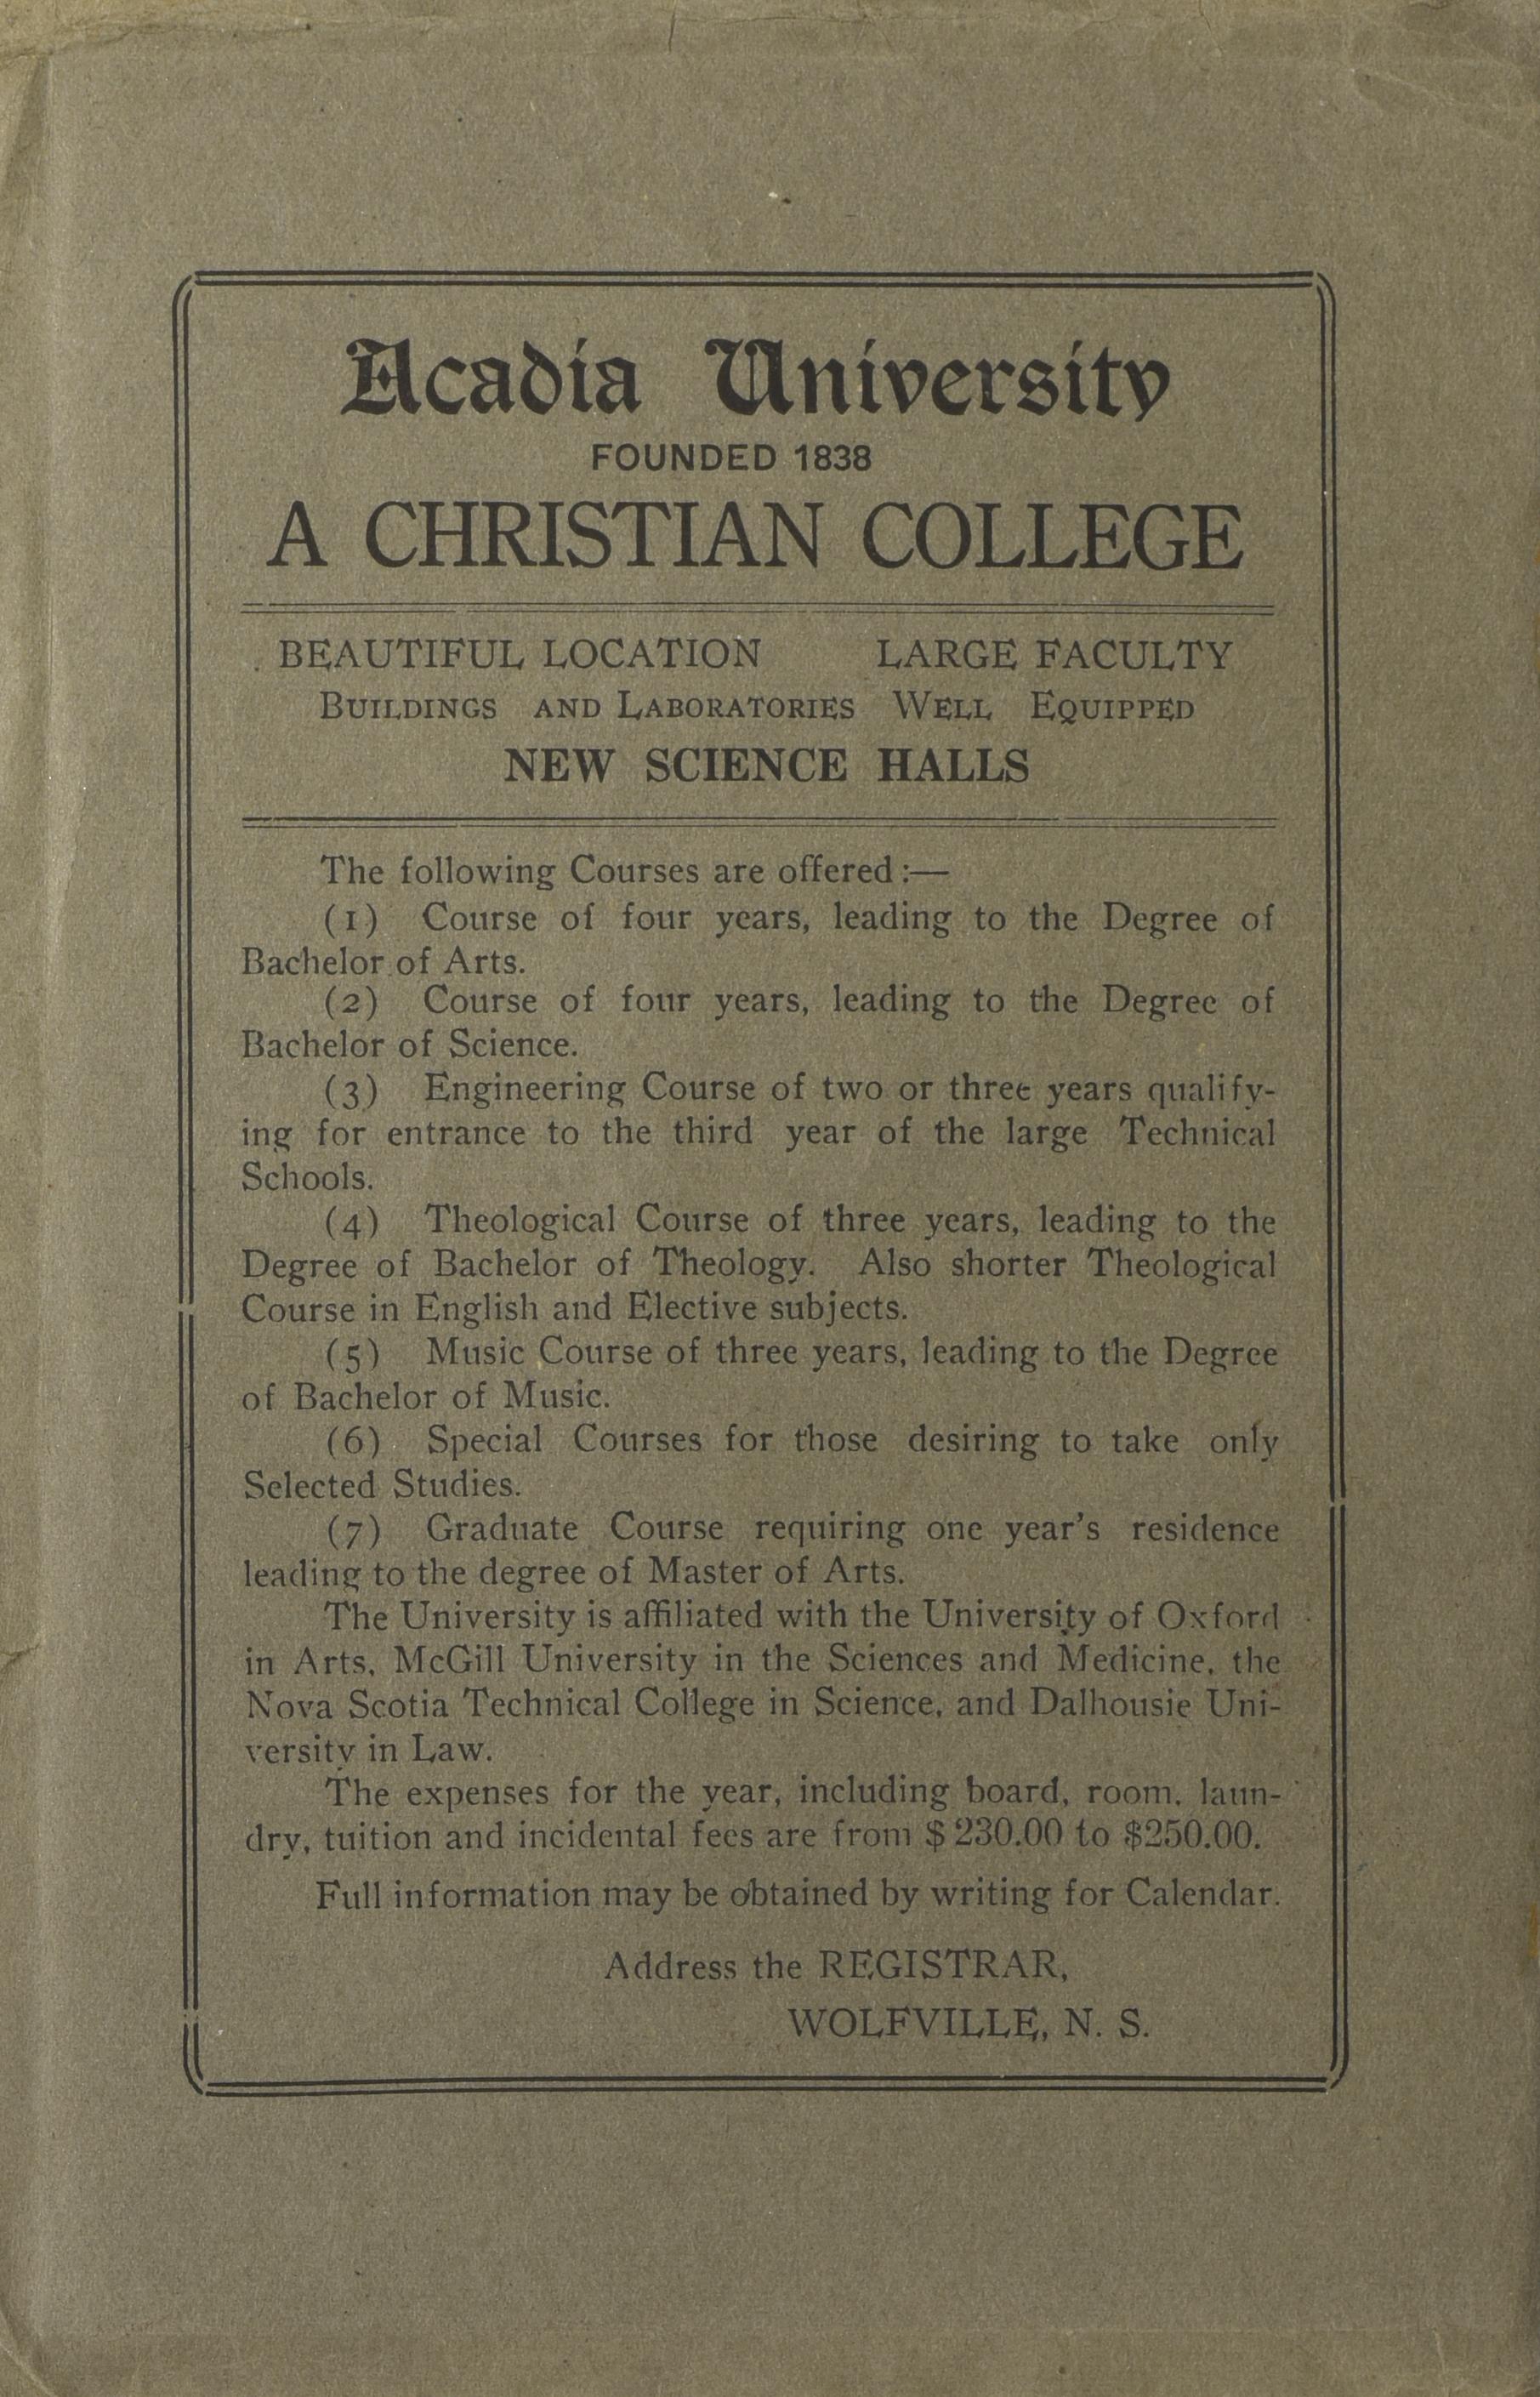 Acadia University
FOUNDED 1838
A CHRISTIAN COLLEGE
BEAUTIFUL LOCATION LARGE FACULTY
BUILDINGS AND LABORATORIES WELL EQUIPPED
NEW SCIENCE HALLS
The following Courses are offered:—
(1) Course of four years, leading to the Degree of
Bachelor of Arts.
(2) Course of four years, leading to the Degree of
Bachelor of Science.
(3) Engineering Course of two or three years qualify-
ing for entrance to the third year of the large Technical
Schools.
(4) Theological Course of three years, leading to the
Degree of Bachelor of Theology. Also shorter Theological
Course in English and Elective subjects.
(5) Music Course of three years, leading to the Degree
of Bachelor of Music.
(6) Special Courses for those desiring to take only
Selected Studies.
(7) Graduate Course requiring one year's residence
leading to the degree of Master of Arts.
The University is affiliated with the University of Oxford
in Arts, McGill University in the Sciences and Medicine, the
Nova Scotia Technical College in Science, and Dalhousie Uni-
versity in Law.
The expenses for the year, including board, room, laun-
dry, tuition and incidental fees are from $230.00 to $250.00.
Full information may be obtained by writing for Calendar.
Address the REGISTRAR,
WOLFVILLE, N. S.